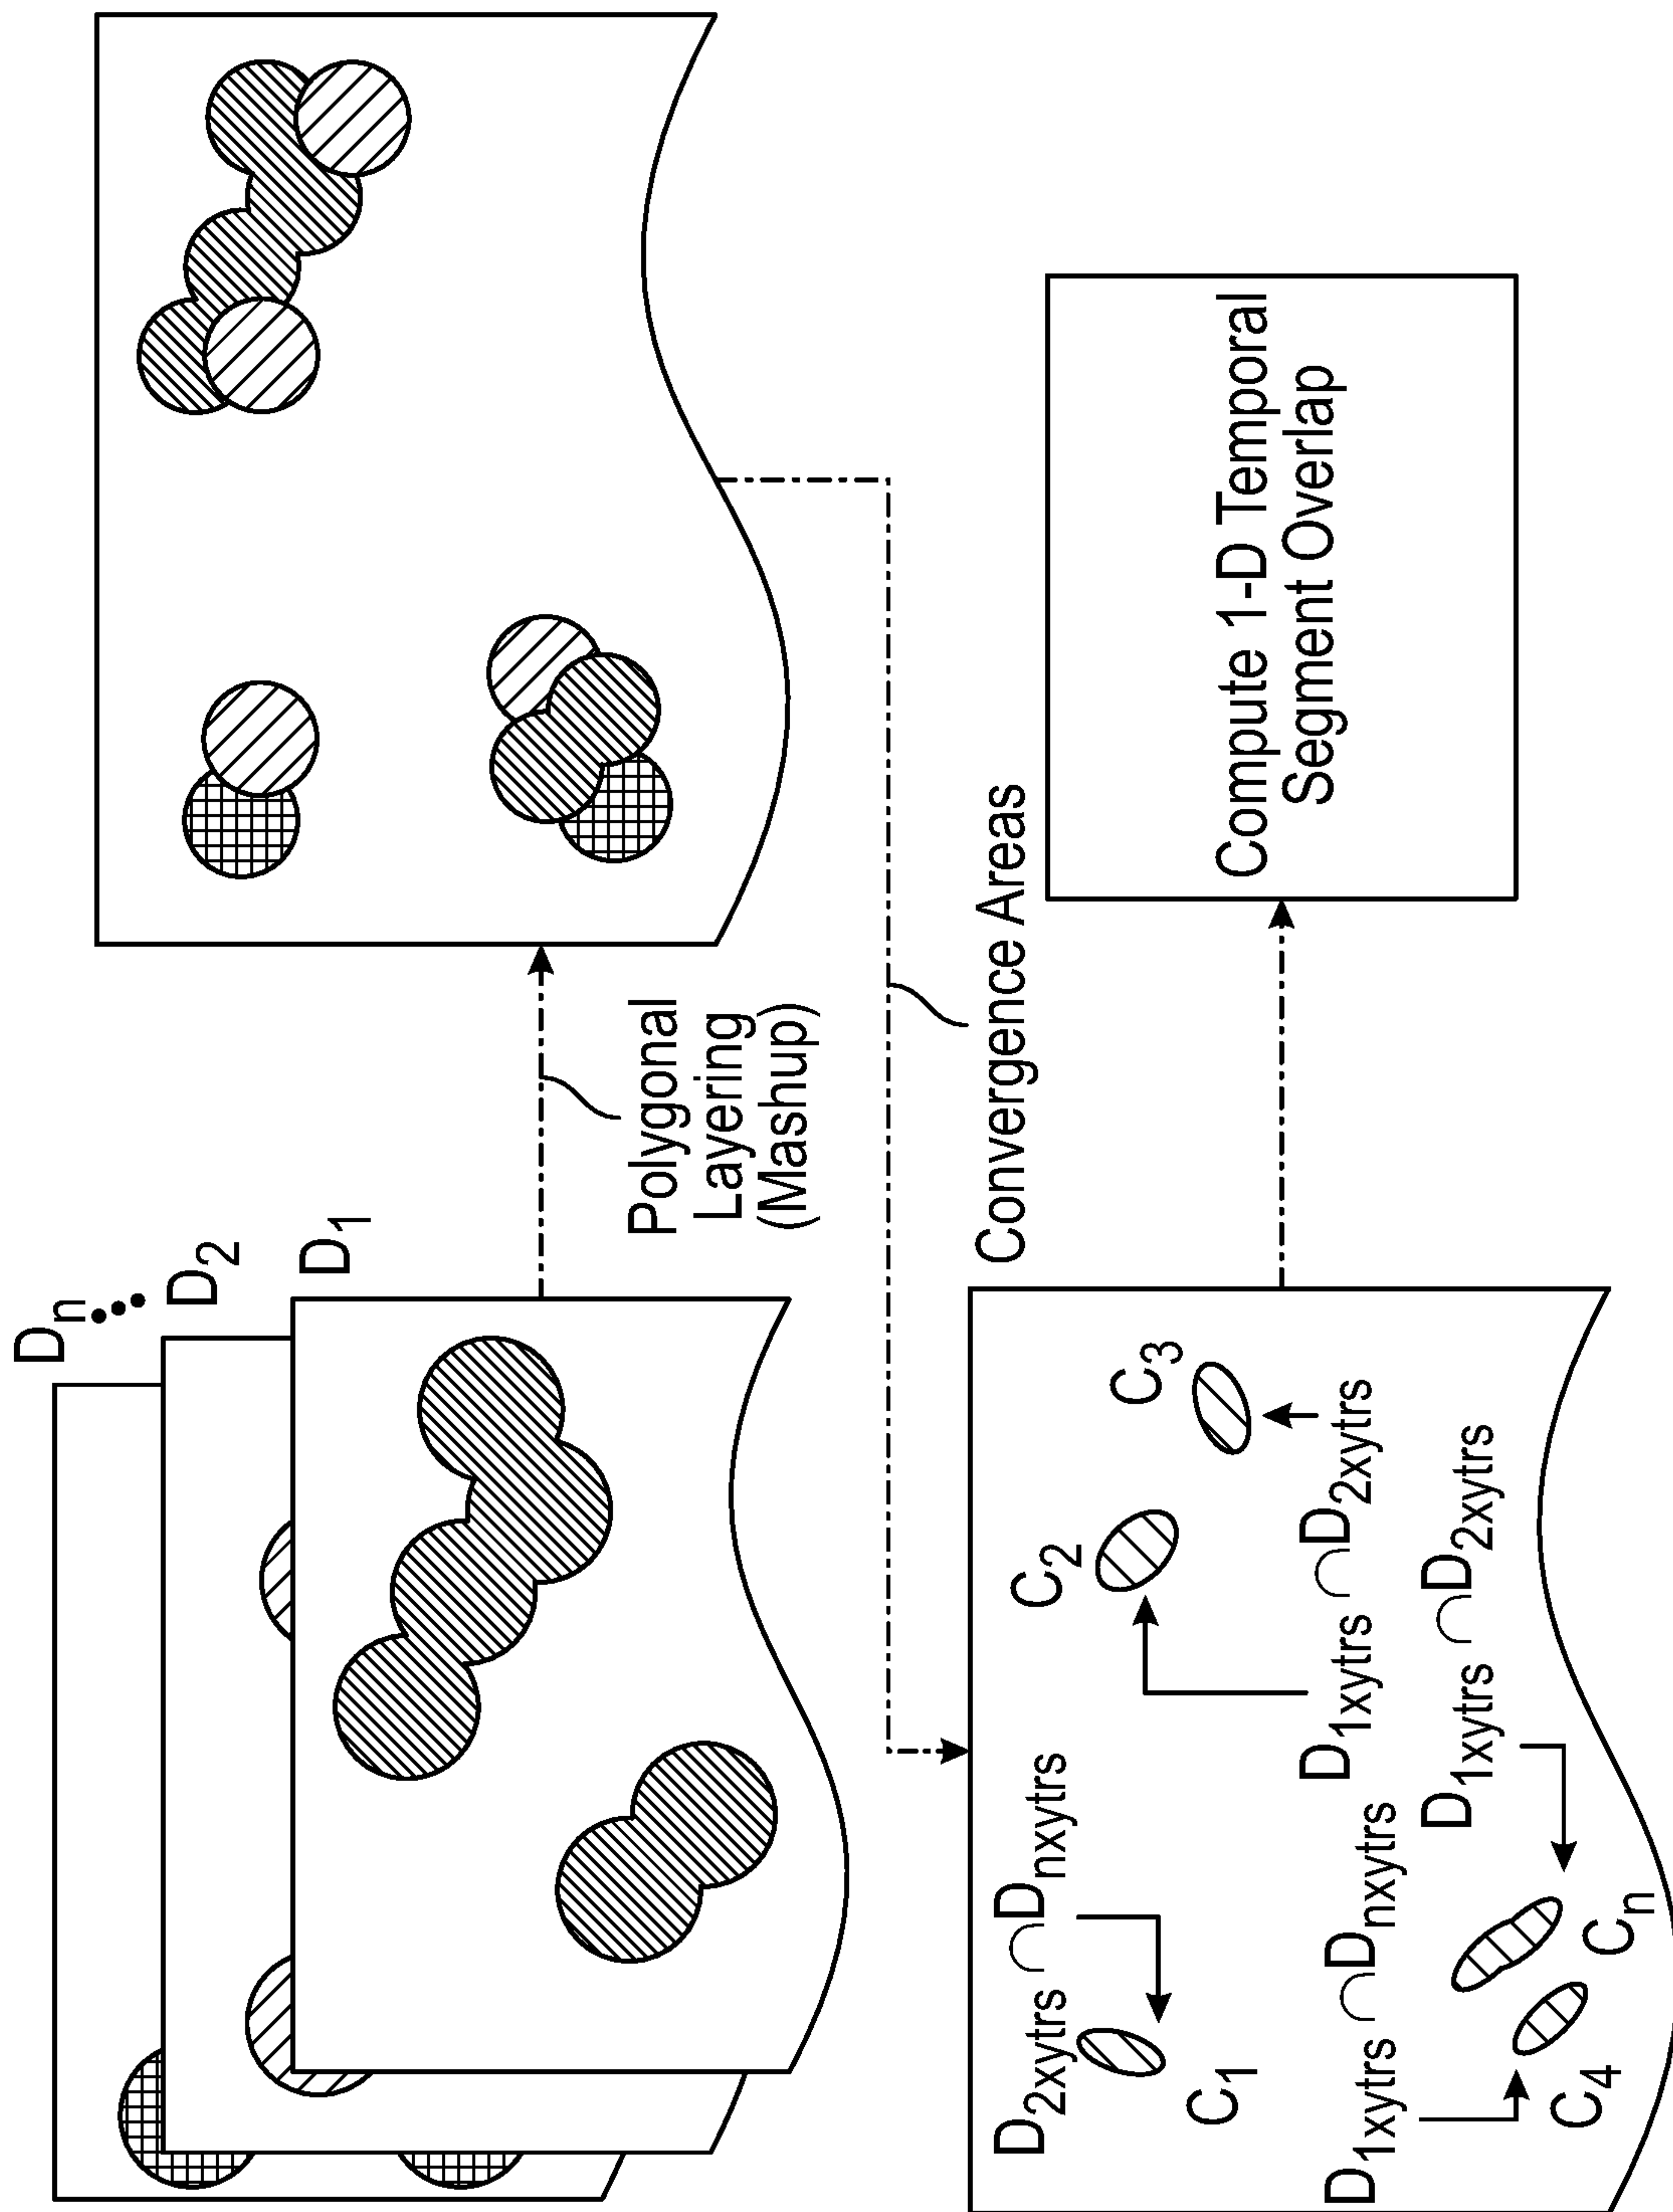 Dn
D2
D1
Polygonal
Layering
(Mashup)
Convergence Areas
D2xytrs ∩ Dnxytrs
C1
C2
C3
D1xytrs ∩ D2xytrs
D1xytrs ∩ Dnxytrs
D1xytrs ∩ D2xytrs
C4
Cn
Compute 1-D Temporal
Segment Overlap